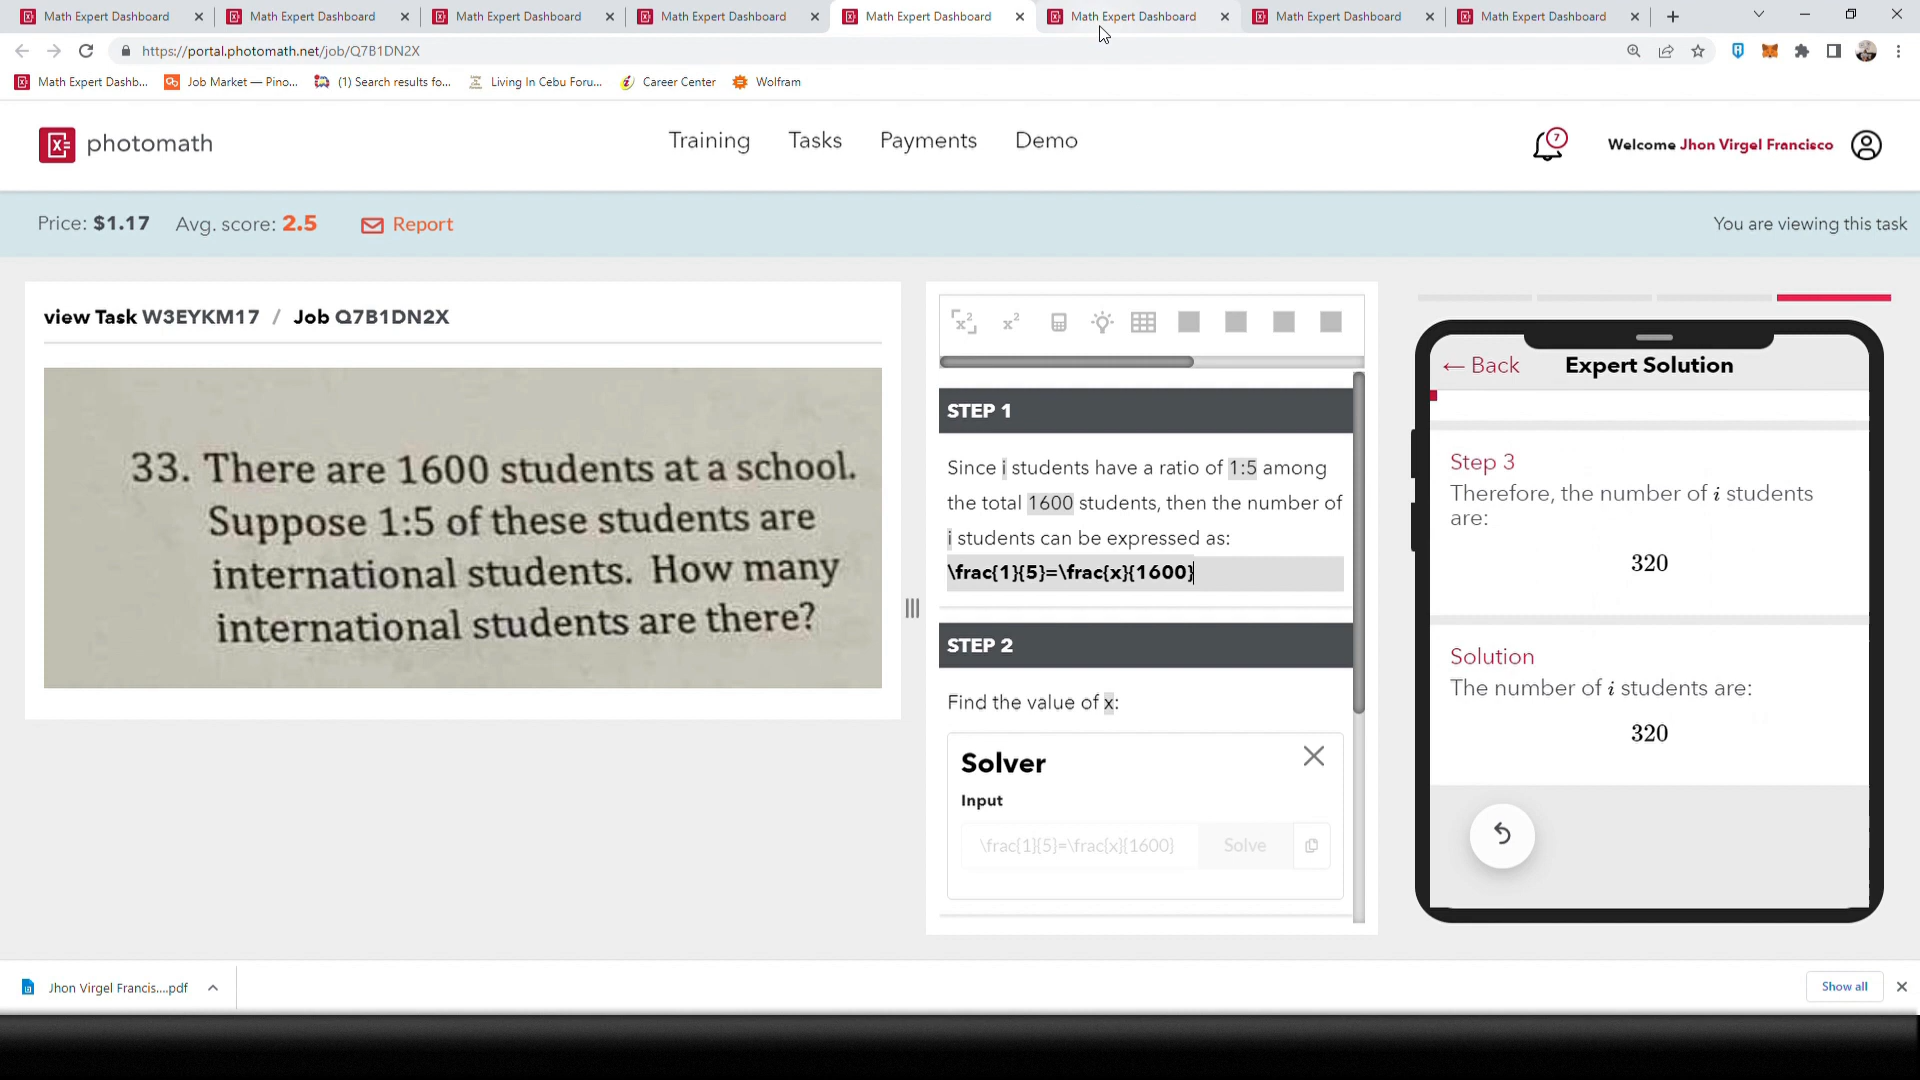 Math Expert Dashboard
Math Expert Dashboard
Math Expert Dashboard
Math Expert Dashboard
Math Expert Dashboard
Math Expert Dashboard
Math Expert Dashboard
Math Expert Dashboard
https://portal.photomath.net/job/Q7B1DN2X
Math Expert Dashb...
Job Market — Pino...
(1) Search results fo...
Living In Cebu Foru...
Career Center
Wolfram
photomath
Training
Tasks
Payments
Demo
7
Welcome Jhon Virgel Francisco
Price: $1.17
Avg. score: 2.5
Report
You are viewing this task
view Task W3EYKM17 / Job Q7B1DN2X
33. There are 1600 students at a school.
Suppose 1:5 of these students are
international students. How many
international students are there?
STEP 1
Since i students have a ratio of 1:5 among
the total 1600 students, then the number of
i students can be expressed as:
\frac{1}{5}=\frac{x}{1600}
STEP 2
Find the value of x:
Solver
Input
\frac{1}{5}=\frac{x}{1600}
Solve
← Back
Expert Solution
Step 3
Therefore, the number of i students
are:
320
Solution
The number of i students are:
320
Jhon Virgel Francis....pdf
Show all